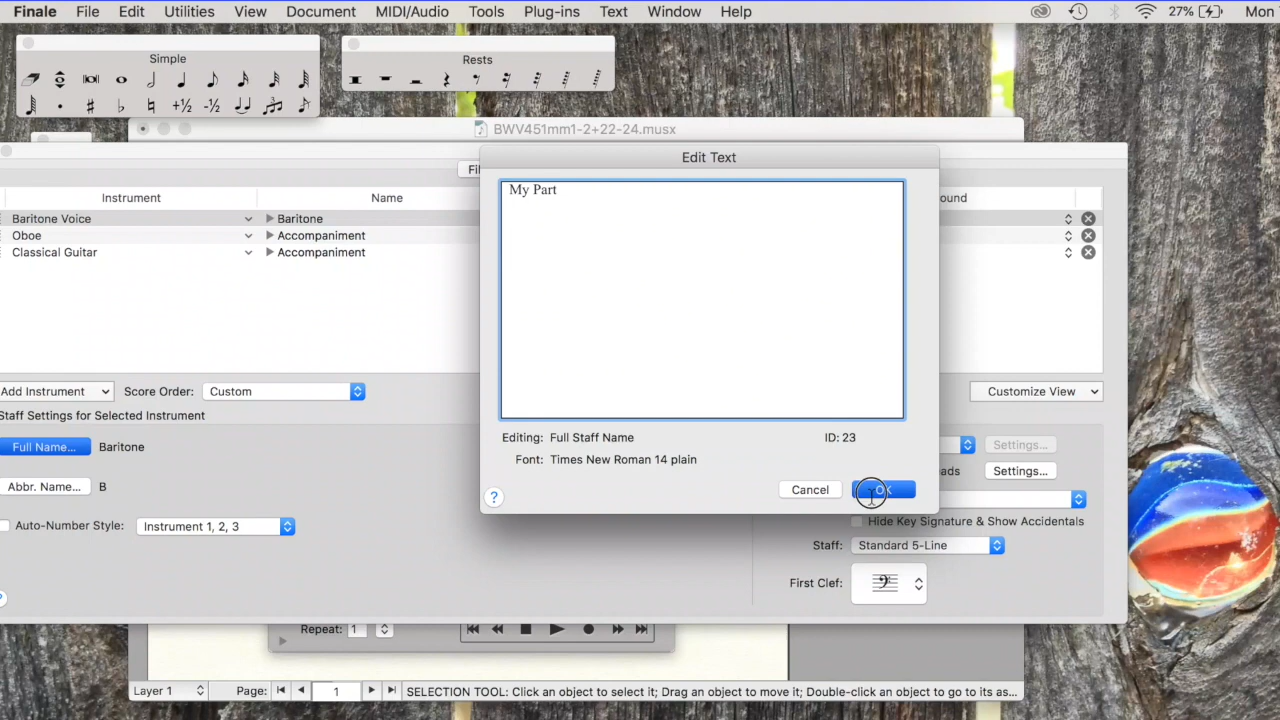 Finale File Edit Utilities View Document MIDI/Audio Tools Plug-ins Text Window Help 27% Mon
Simple Rests
+½ -½
BWV451mm1-2+22-24.musx
Edit Text
My Part
Instrument Name
Baritone Voice Baritone
Oboe Accompaniment
Classical Guitar Accompaniment
Add Instrument Score Order: Custom Customize View
Staff Settings for Selected Instrument
Full Name... Baritone
Editing: Full Staff Name ID: 23
Font: Times New Roman 14 plain
Settings...
Settings...
Abbr. Name... B
? Cancel OK
Auto-Number Style: Instrument 1, 2, 3
Hide Key Signature & Show Accidentals
Staff: Standard 5-Line
First Clef:
Repeat: 1
Layer 1 Page: 1 SELECTION TOOL: Click an object to select it; Drag an object to move it; Double-click an object to go to its as...